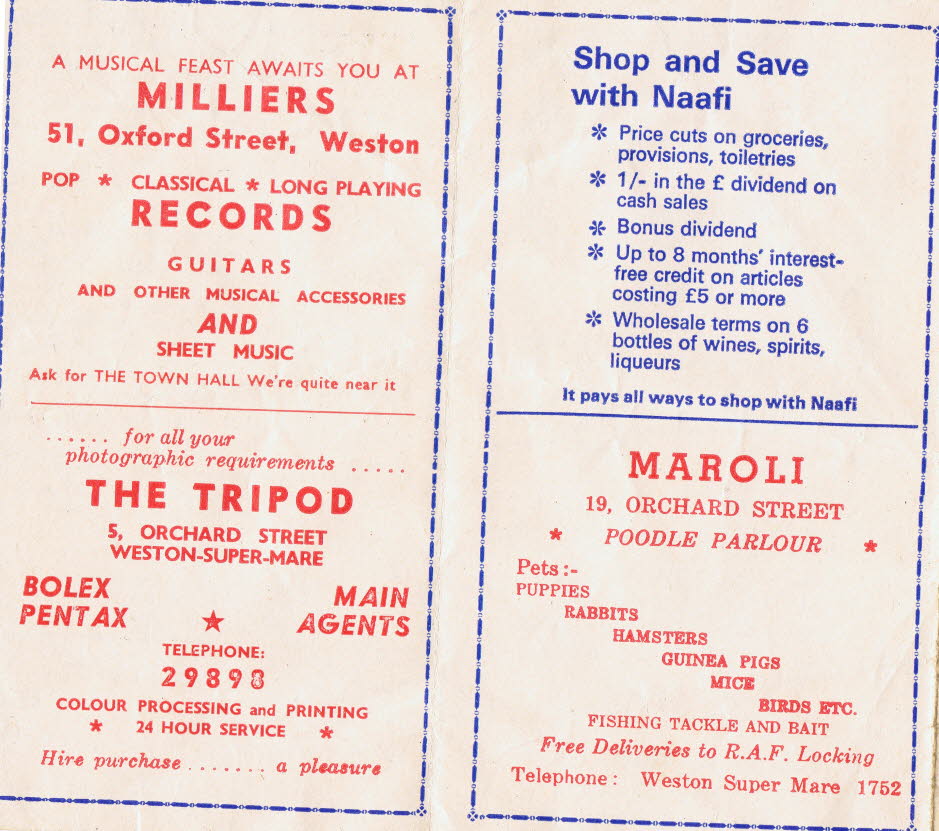 A MUSICAL FEAST AWAITS YOU AT
MILLIERS
51, Oxford Street, Weston
POP * CLASSICAL * LONG PLAYING
RECORDS
GUITARS
AND OTHER MUSICAL ACCESSORIES
AND
SHEET MUSIC
Ask for THE TOWN HALL We're quite near it
...... for all your
photographic requirements .....
THE TRIPOD
5, ORCHARD STREET
WESTON-SUPER-MARE
BOLEX MAIN
PENTAX ★ AGENTS
TELEPHONE:
29898
COLOUR PROCESSING and PRINTING
* 24 HOUR SERVICE *
Hire purchase ....... a pleasure
Shop and Save
with Naafi
* Price cuts on groceries,
provisions, toiletries
* 1/- in the £ dividend on
cash sales
* Bonus dividend
* Up to 8 months' interest-
free credit on articles
costing £5 or more
* Wholesale terms on 6
bottles of wines, spirits,
liqueurs
It pays all ways to shop with Naafi
MAROLI
19, ORCHARD STREET
* POODLE PARLOUR *
Pets :-
PUPPIES
RABBITS
HAMSTERS
GUINEA PIGS
MICE
BIRDS ETC.
FISHING TACKLE AND BAIT
Free Deliveries to R.A.F. Locking
Telephone : Weston Super Mare 1752